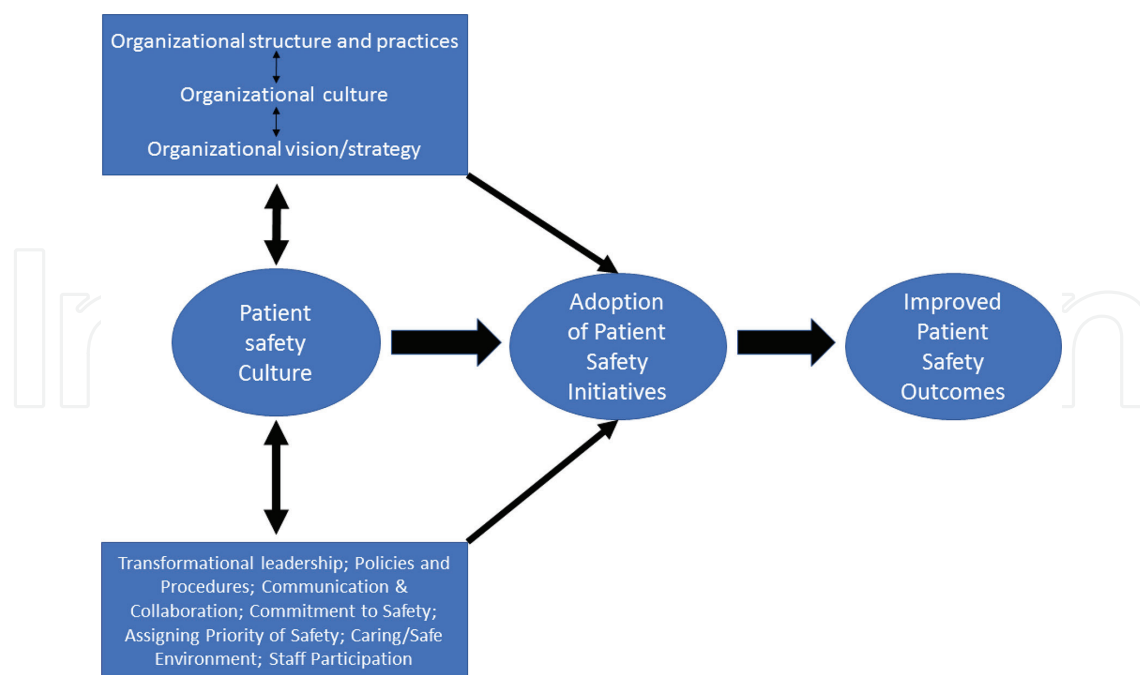 Organizational structure and practices
Organizational culture
Organizational vision/strategy
Patient
safety
Culture
Adoption
of Patient
Safety
Initiatives
Improved
Patient
Safety
Outcomes
Transformational leadership; Policies and
Procedures; Communication &
Collaboration; Commitment to Safety;
Assigning Priority of Safety; Caring/Safe
Environment; Staff Participation